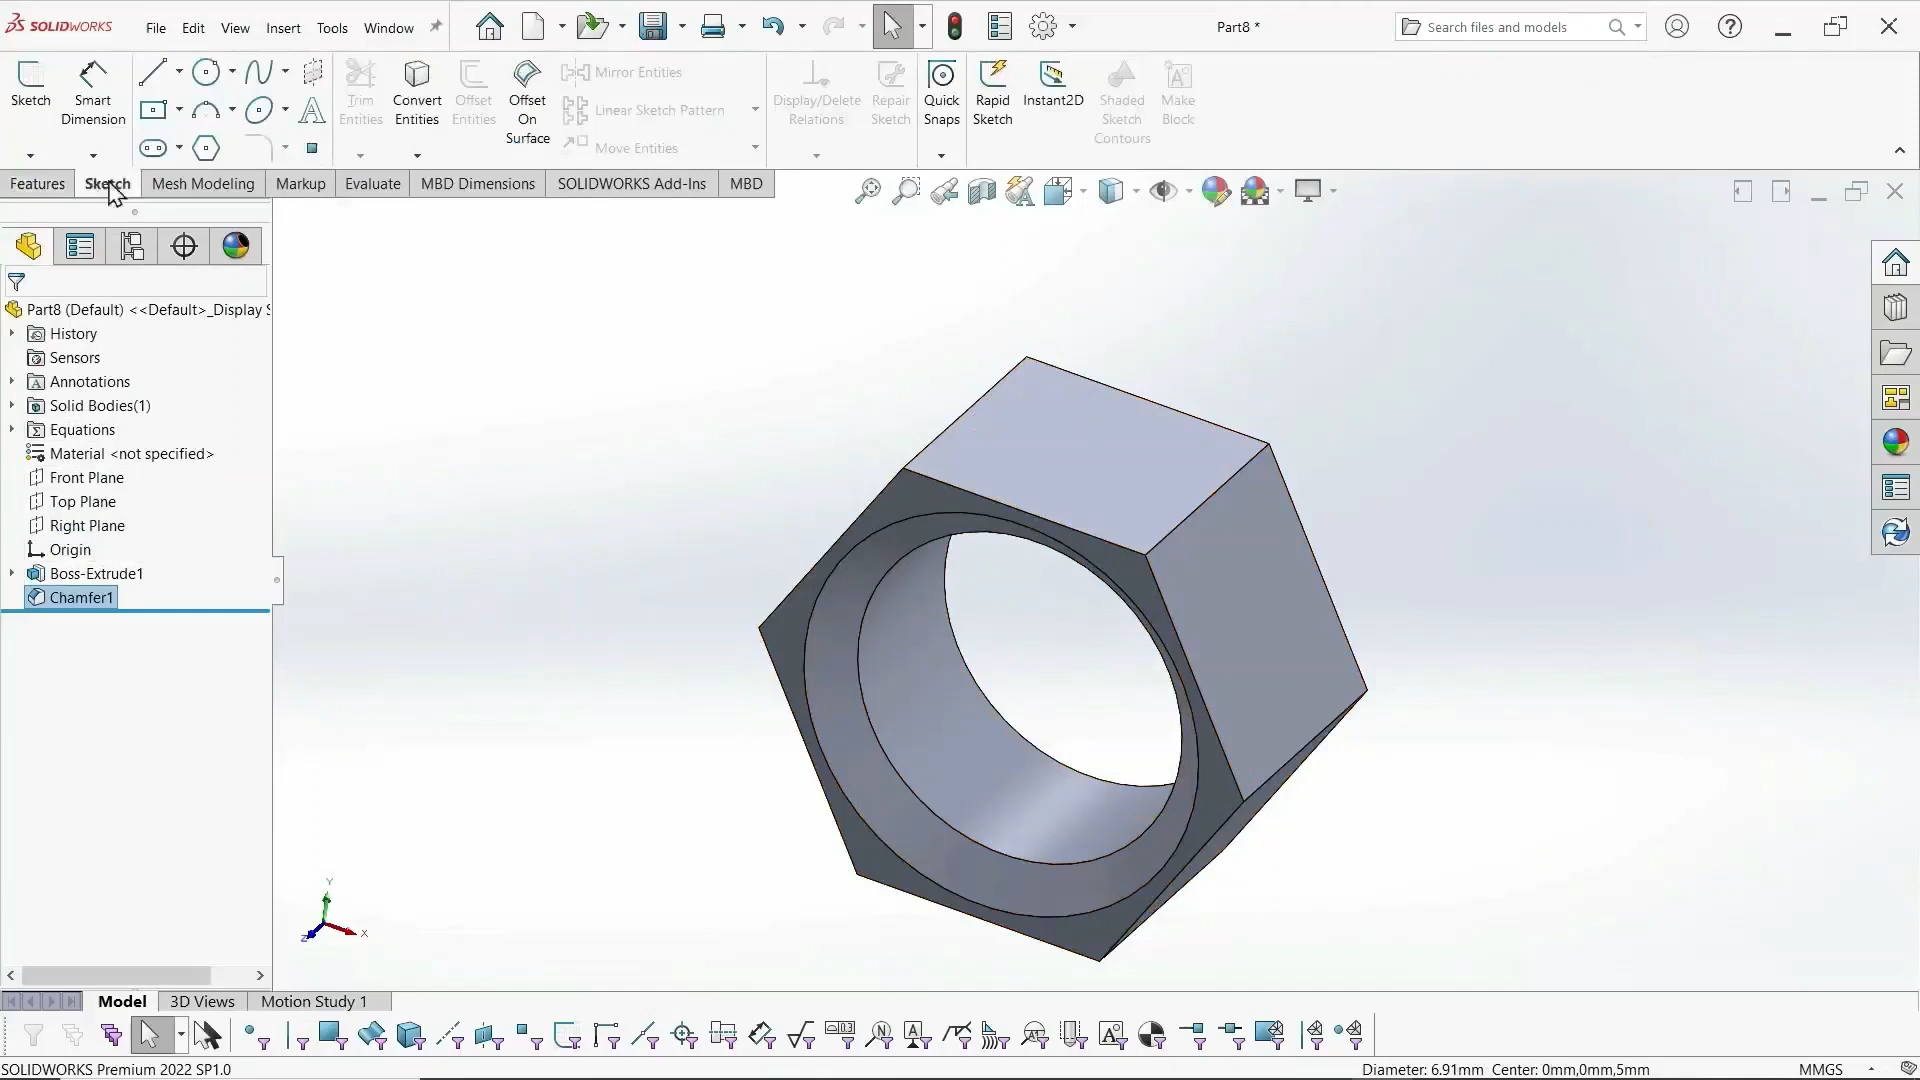 SOLIDWORKS File Edit View Insert Tools Window Part8 * Search files and models
Sketch Smart Dimension Trim Entities Convert Entities Offset Entities Offset On Surface Mirror Entities Linear Sketch Pattern Move Entities Display/Delete Relations Repair Sketch Quick Snaps Rapid Sketch Instant2D Shaded Sketch Contours Make Block
Features Sketch Mesh Modeling Markup Evaluate MBD Dimensions SOLIDWORKS Add-Ins MBD
Part8 (Default) <<Default>_Display S
History
Sensors
Annotations
Solid Bodies(1)
Equations
Material <not specified>
Front Plane
Top Plane
Right Plane
Origin
Boss-Extrude1
Chamfer1
Y
X
Z
Model 3D Views Motion Study 1
SOLIDWORKS Premium 2022 SP1.0 Diameter: 6.91mm Center: 0mm,0mm,5mm MMGS